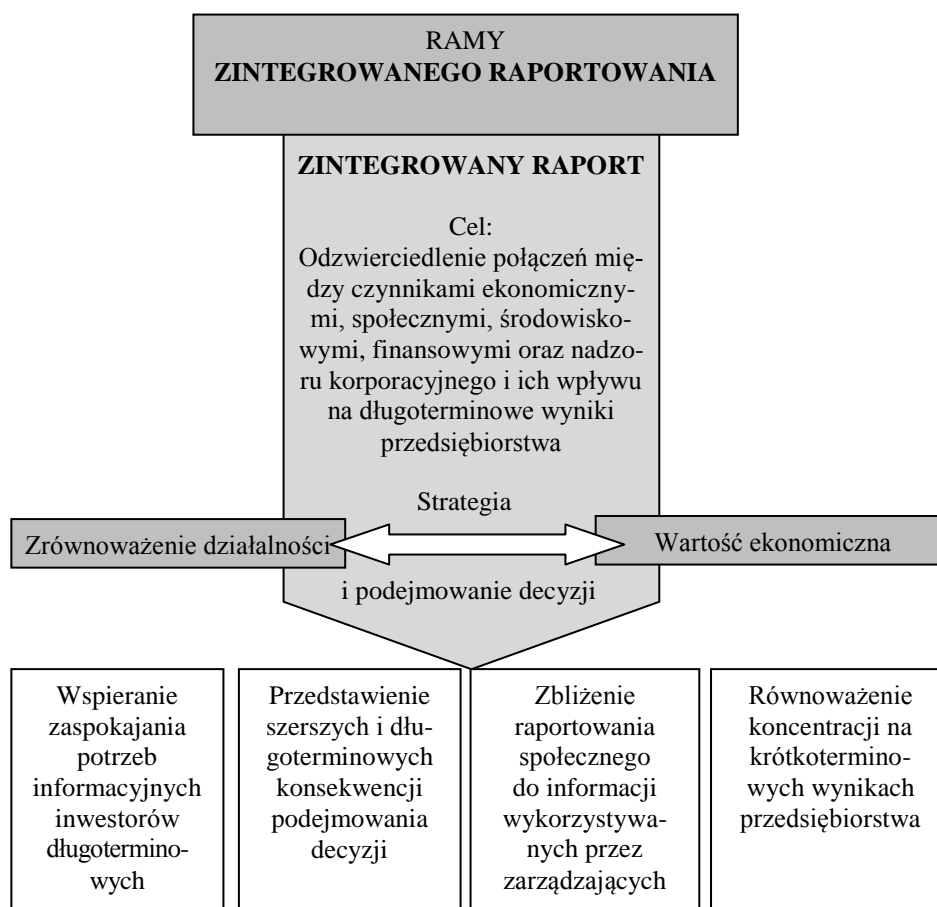 RAMY
ZINTEGROWANEGO RAPORTOWANIA
ZINTEGROWANY RAPORT
Cel:
Odzwierciedlenie połączeń mię-
dzy czynnikami ekonomiczny-
mi, społecznymi, środowisko-
wymi, finansowymi oraz nadzo-
ru korporacyjnego i ich wpływu
na długoterminowe wyniki
przedsiębiorstwa
Strategia
Zrównoważenie działalności
Wartość ekonomiczna
i podejmowanie decyzji
Wspieranie
zaspokajania
potrzeb
informacyjnych
inwestorów
długotermino-
wych
Przedstawienie
szerszych i dłu-
goterminowych
konsekwencji
podejmowania
decyzji
Zbliżenie
raportowania
społecznego
do informacji
wykorzystywa-
nych przez
zarządzających
Równoważenie
koncentracji na
krótkotermino-
wych wynikach
przedsiębiorstwa